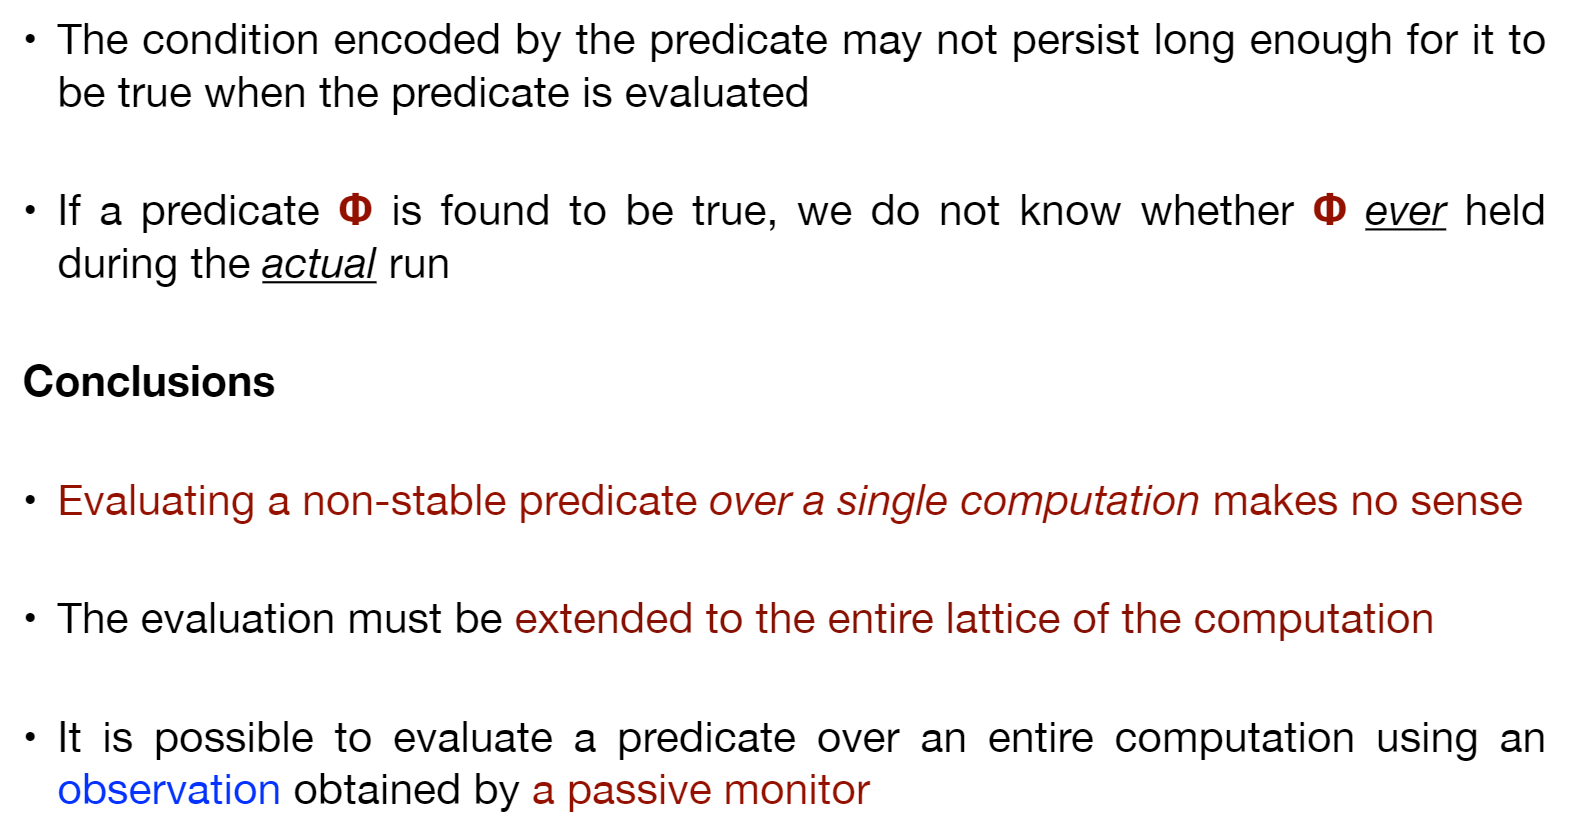 • The condition encoded by the predicate may not persist long enough for it to
be true when the predicate is evaluated
• If a predicate Φ is found to be true, we do not know whether Φ ever held
during the actual run
Conclusions
• Evaluating a non-stable predicate over a single computation makes no sense
• The evaluation must be extended to the entire lattice of the computation
• It is possible to evaluate a predicate over an entire computation using an
observation obtained by a passive monitor